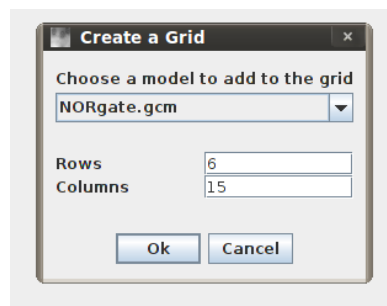 Create a Grid
Choose a model to add to the grid
NORgate.gcm
Rows 6
Columns 15
Ok Cancel